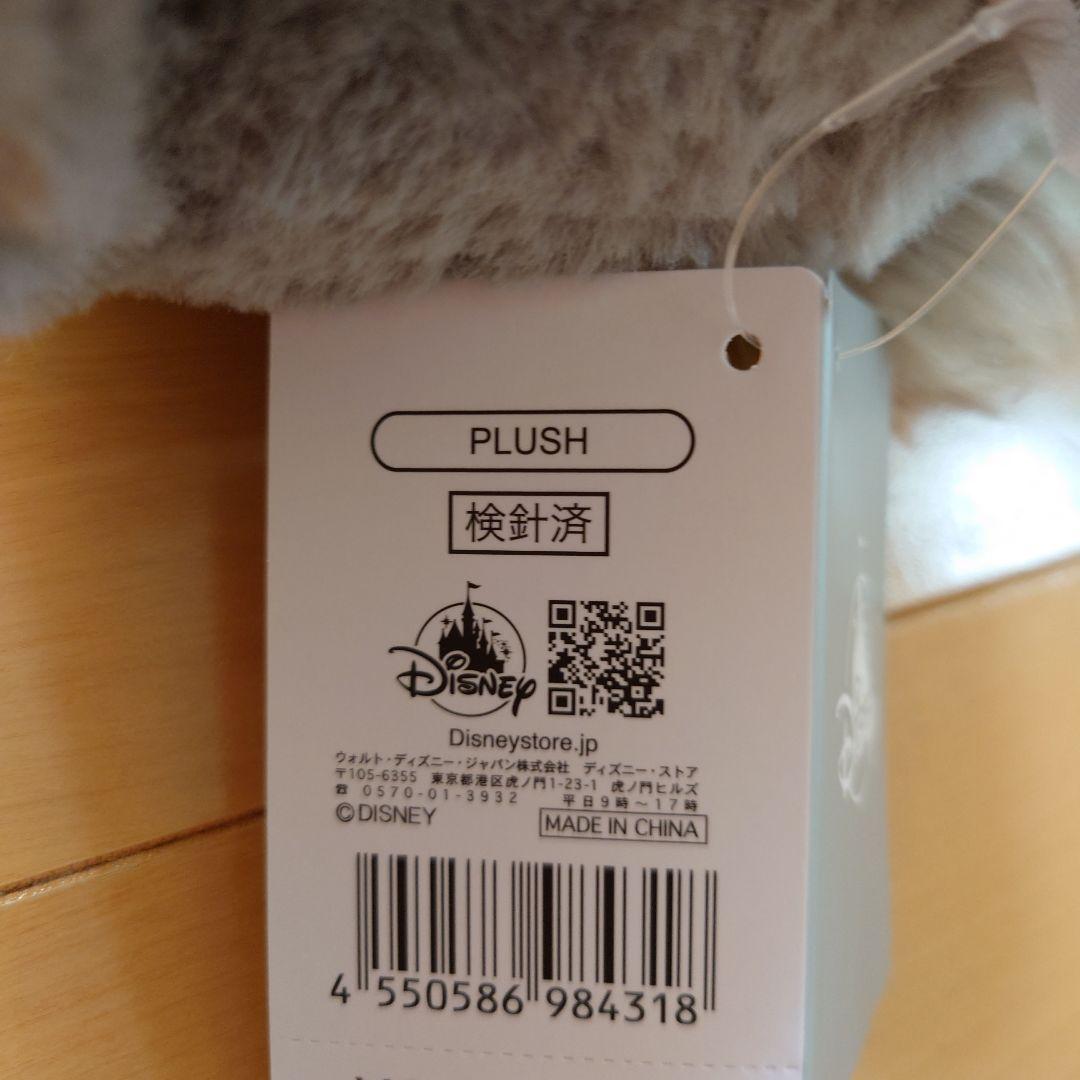 PLUSH
検針済
Disney
Disneystore.jp
ウォルト・ディズニー・ジャパン株式会社 ディズニー・ストア
〒105-6355 東京都港区虎ノ門1-23-1 虎ノ門ヒルズ
☎ 0570-01-3932 平日9時～17時
©DISNEY
MADE IN CHINA
4 550586 984318